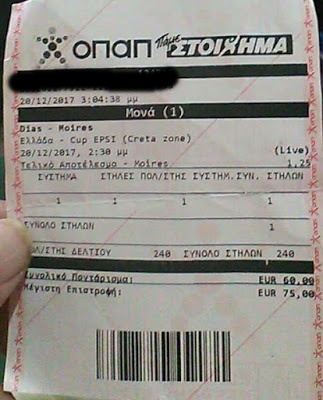 οπαπ Πάμε ΣΤΟΙΧΗΜΑ
20/12/2017 3:04:38 μμ
Μονά (1)
Dias - Moires
Ελλάδα - Cup EPSI (Creta zone)
20/12/2017, 2:30 μμ (Live)
Τελικό Αποτέλεσμα - Moires 1,25
ΣΥΣΤΗΜΑ ΣΤΗΛΕΣ ΠΟΛ/ΣΤΗΣ ΣΥΣΤΗΜ. ΣΥΝ. ΣΤΗΛΩΝ
1 1 1 1
ΣΥΝΟΛΟ ΣΤΗΛΩΝ 1
ΠΟΛ/ΣΤΗΣ ΔΕΛΤΙΟΥ 240 ΣΥΝΟΛΟ ΣΤΗΛΩΝ 240
Συνολικό Ποντάρισμα: EUR 60,00
Μέγιστη Επιστροφή: EUR 75,00